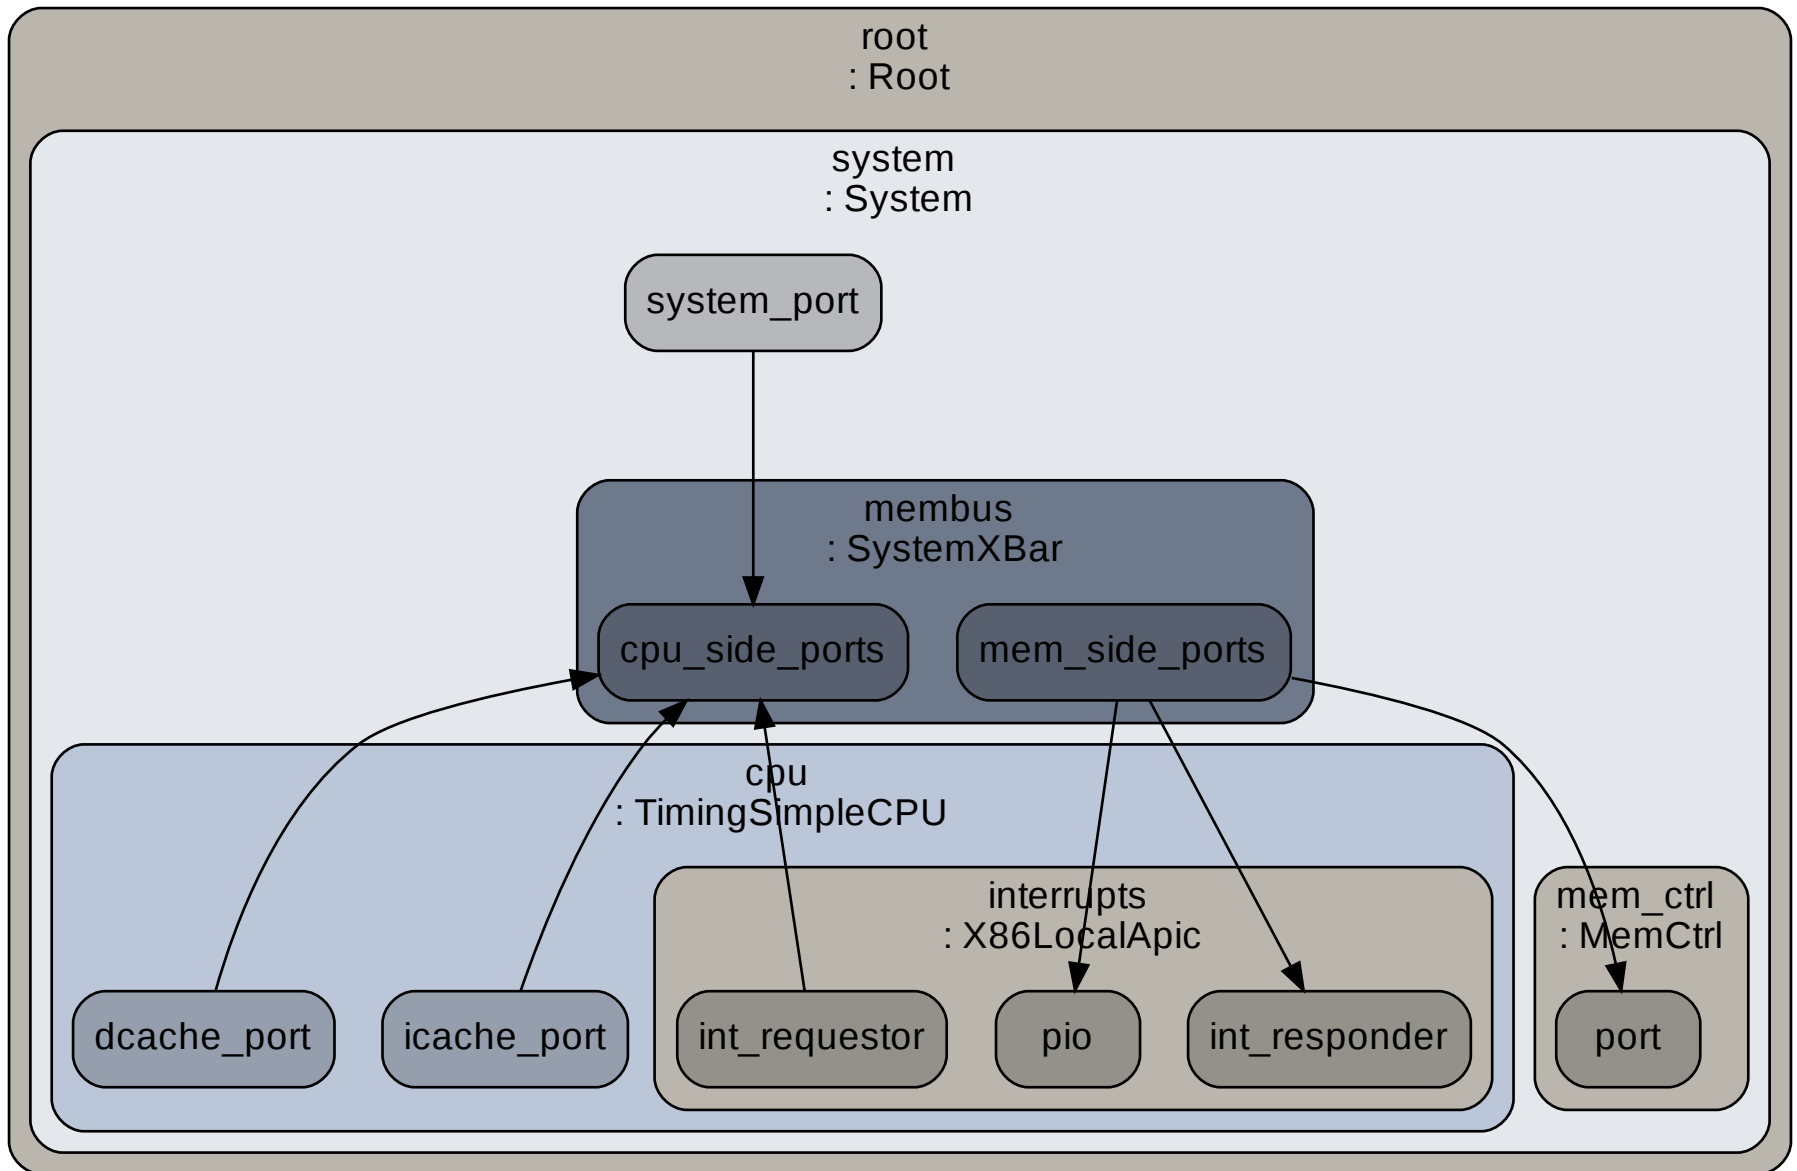 root
: Root
system
: System
system_port
membus
: SystemXBar
cpu_side_ports
mem_side_ports
cpu
: TimingSimpleCPU
interrupts
: X86LocalApic
mem_ctrl
: MemCtrl
dcache_port
icache_port
int_requestor
pio
int_responder
port